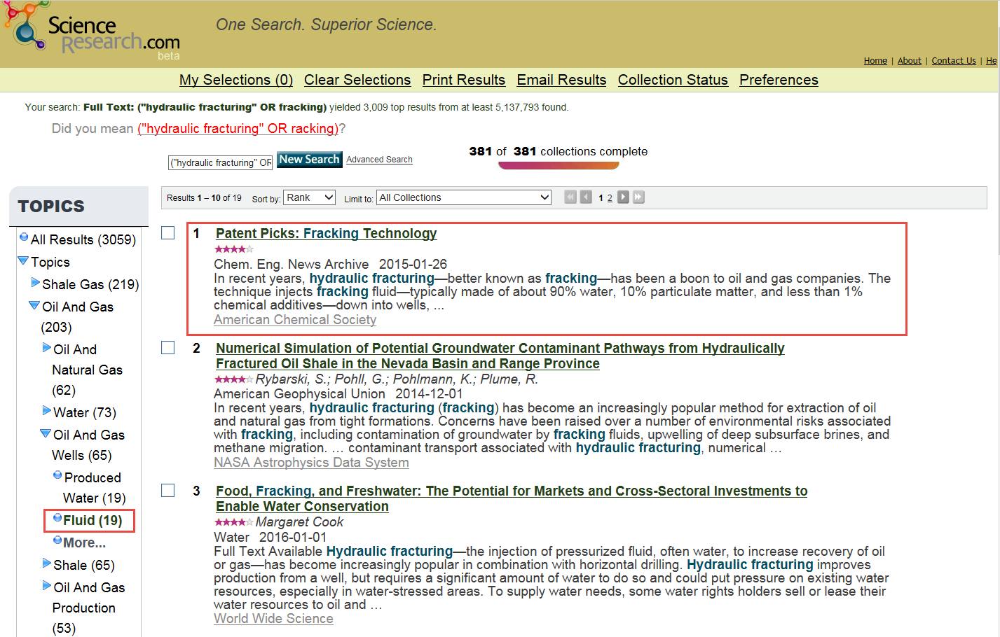 Science
Research.com
beta
One Search. Superior Science.
Home | About | Contact Us | He
My Selections (0) Clear Selections Print Results Email Results Collection Status Preferences
Your search: Full Text: ("hydraulic fracturing" OR fracking) yielded 3,009 top results from at least 5,137,793 found.
Did you mean ("hydraulic fracturing" OR racking)?
381 of 381 collections complete
("hydraulic fracturing" OR New Search Advanced Search
TOPICS
All Results (3059)
Topics
Shale Gas (219)
Oil And Gas
(203)
Oil And
Natural Gas
(62)
Water (73)
Oil And Gas
Wells (65)
Produced
Water (19)
Fluid (19)
More...
Shale (65)
Oil And Gas
Production
(53)
Results 1 – 10 of 19 Sort by: Rank Limit to: All Collections 1 2
1 Patent Picks: Fracking Technology
Chem. Eng. News Archive 2015-01-26
In recent years, hydraulic fracturing—better known as fracking—has been a boon to oil and gas companies. The
technique injects fracking fluid—typically made of about 90% water, 10% particulate matter, and less than 1%
chemical additives—down into wells, ...
American Chemical Society
2 Numerical Simulation of Potential Groundwater Contaminant Pathways from Hydraulically
Fractured Oil Shale in the Nevada Basin and Range Province
Rybarski, S.; Pohll, G.; Pohlmann, K.; Plume, R.
American Geophysical Union 2014-12-01
In recent years, hydraulic fracturing (fracking) has become an increasingly popular method for extraction of oil
and natural gas from tight formations. Concerns have been raised over a number of environmental risks associated
with fracking, including contamination of groundwater by fracking fluids, upwelling of deep subsurface brines, and
methane migration. ... contaminant transport associated with hydraulic fracturing, numerical ...
NASA Astrophysics Data System
3 Food, Fracking, and Freshwater: The Potential for Markets and Cross-Sectoral Investments to
Enable Water Conservation
Margaret Cook
Water 2016-01-01
Full Text Available Hydraulic fracturing—the injection of pressurized fluid, often water, to increase recovery of oil
or gas—has become increasingly popular in combination with horizontal drilling. Hydraulic fracturing improves
production from a well, but requires a significant amount of water to do so and could put pressure on existing water
resources, especially in water-stressed areas. To supply water needs, some water rights holders sell or lease their
water resources to oil and ...
World Wide Science